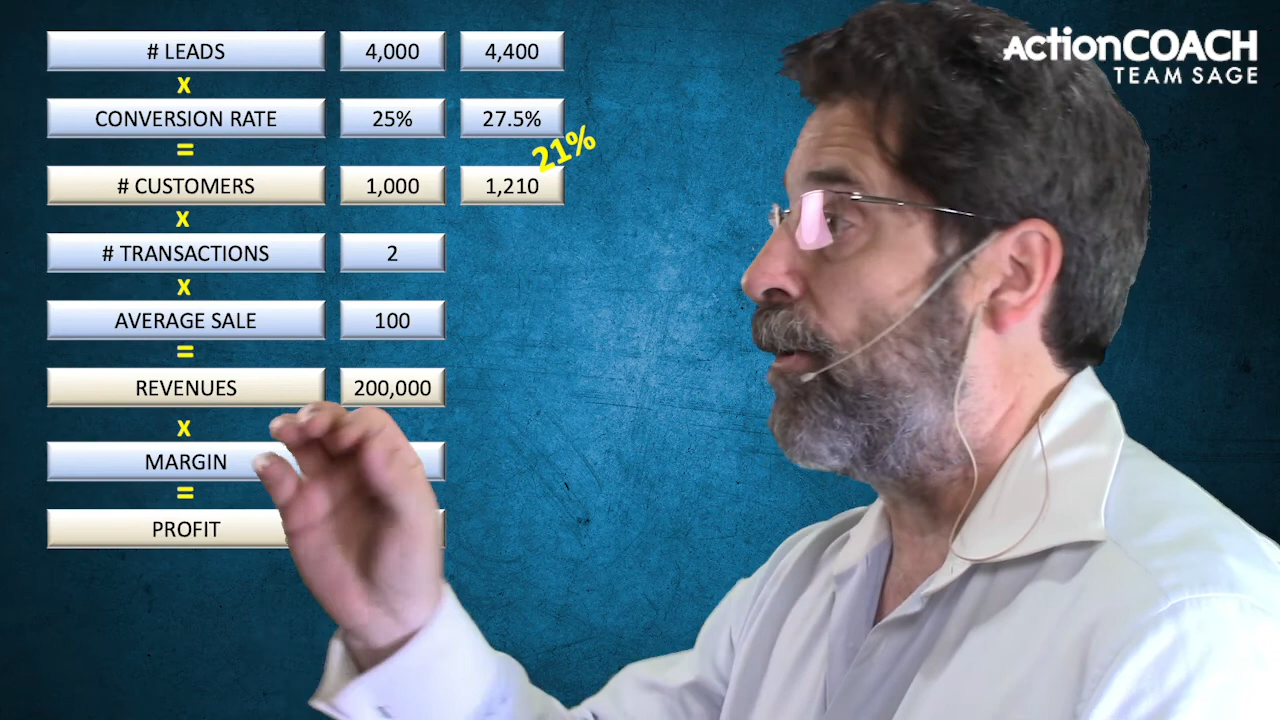 # LEADS 4,000 4,400
x
CONVERSION RATE 25% 27.5%
=
21%
# CUSTOMERS 1,000 1,210
x
# TRANSACTIONS 2
x
AVERAGE SALE 100
=
REVENUES 200,000
x
MARGIN
=
PROFIT
ActionCOACH
TEAM SAGE